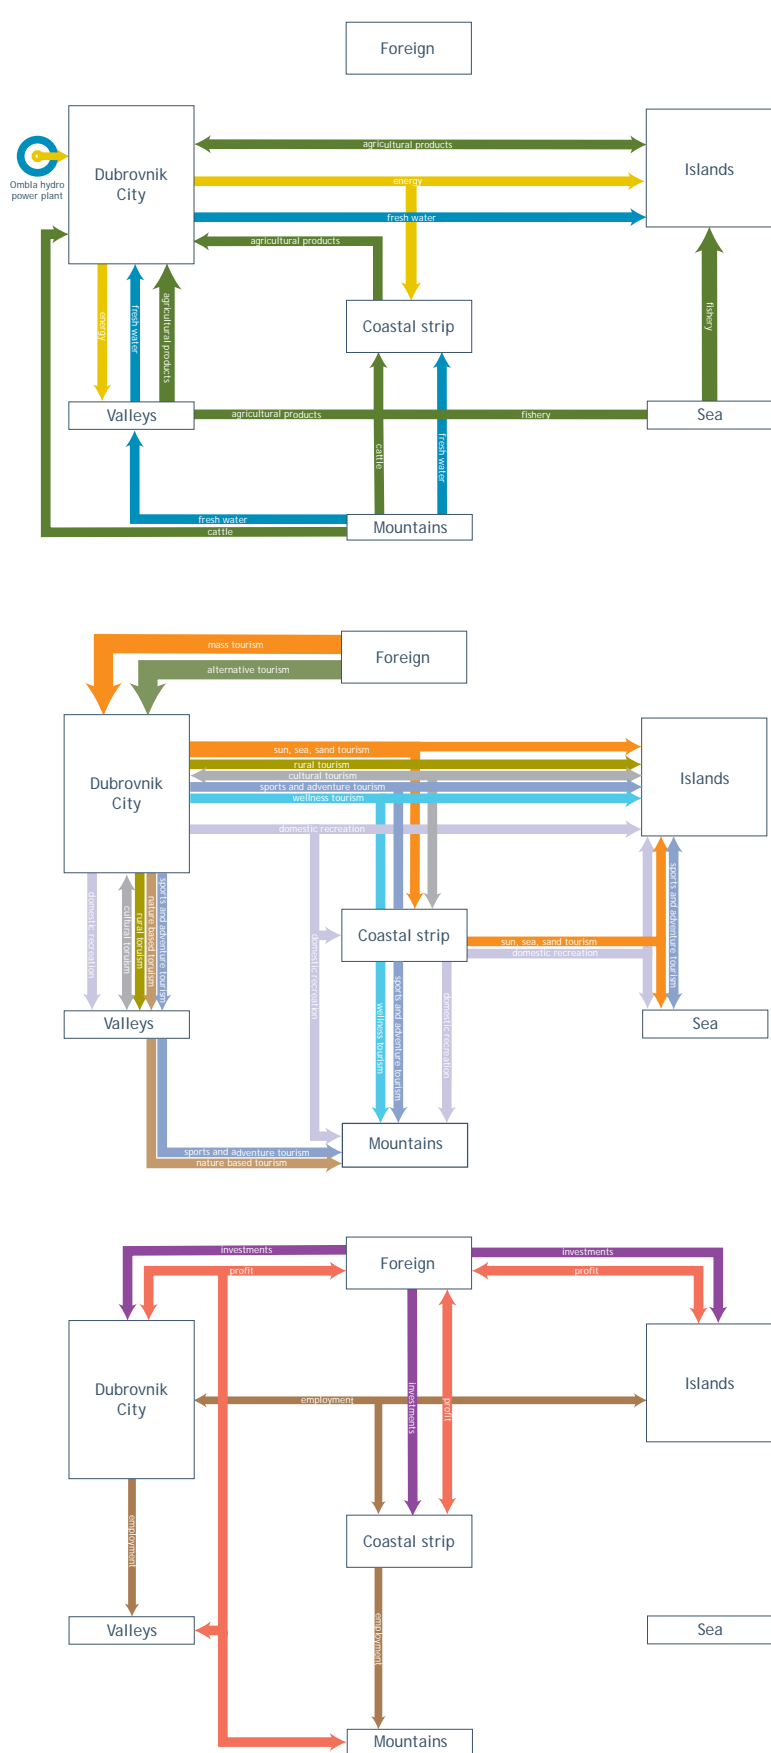 Foreign
Dubrovnik
City
Islands
Ombla hydro
power plant
agricultural products
energy
fresh water
agricultural products
Coastal strip
energy
fresh water
agricultural products
fishery
Valleys
agricultural products
fishery
Sea
cattle
fresh water
fresh water
cattle
Mountains
Foreign
mass tourism
alternative tourism
Dubrovnik
City
Islands
sun, sea, sand tourism
rural tourism
cultural tourism
sports and adventure tourism
wellness tourism
domestic recreation
domestic recreation
cultural toruism
rural toruism
nature based toruism
sports and adventure tourism
Coastal strip
sun, sea, sand tourism
domestic recreation
sports and adventure tourism
domestic recreation
wellness tourism
sports and adventure tourism
domestic recreation
Valleys
Sea
Mountains
sports and adventure tourism
nature based tourism
investments
Foreign
investments
profit
profit
Dubrovnik
City
Islands
employment
investments
profit
employment
Coastal strip
Valleys
employment
Sea
Mountains